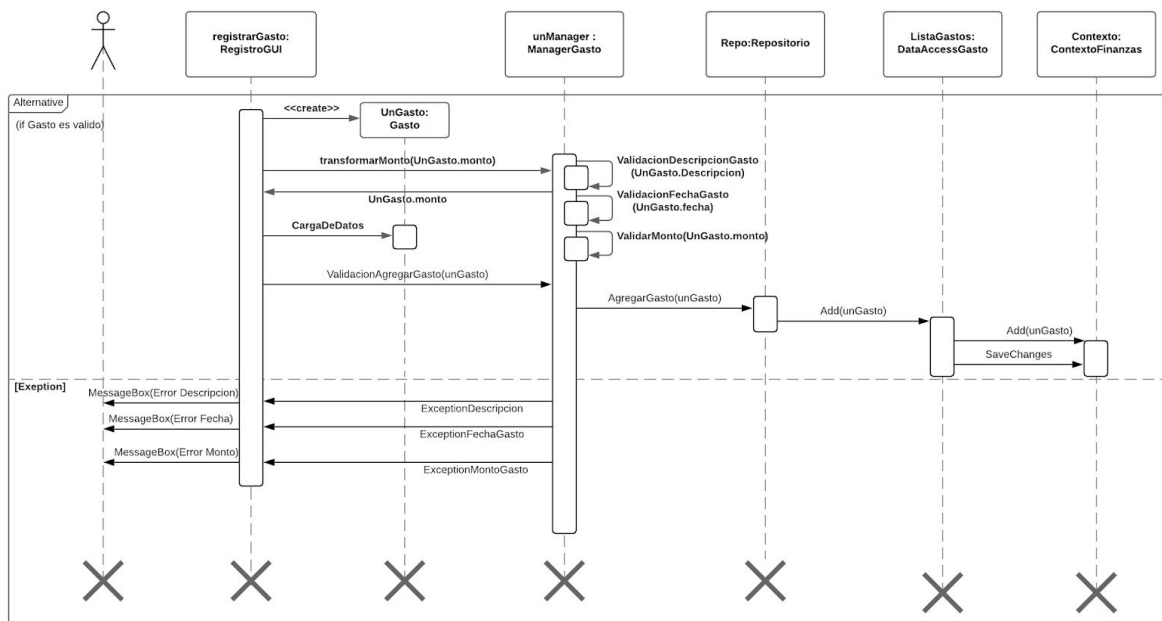 registrarGasto:
RegistroGUI
unManager :
ManagerGasto
Repo:Repositorio
ListaGastos:
DataAccessGasto
Contexto:
ContextoFinanzas
Alternative
(if Gasto es valido)
<<create>>
UnGasto:
Gasto
transformarMonto(UnGasto.monto)
ValidacionDescripcionGasto
(UnGasto.Descripcion)
UnGasto.monto
ValidacionFechaGasto
(UnGasto.fecha)
CargaDeDatos
ValidarMonto(UnGasto.monto)
ValidacionAgregarGasto(unGasto)
AgregarGasto(unGasto)
Add(unGasto)
Add(unGasto)
SaveChanges
[Exeption]
MessageBox(Error Descripcion)
ExceptionDescripcion
MessageBox(Error Fecha)
ExceptionFechaGasto
MessageBox(Error Monto)
ExceptionMontoGasto